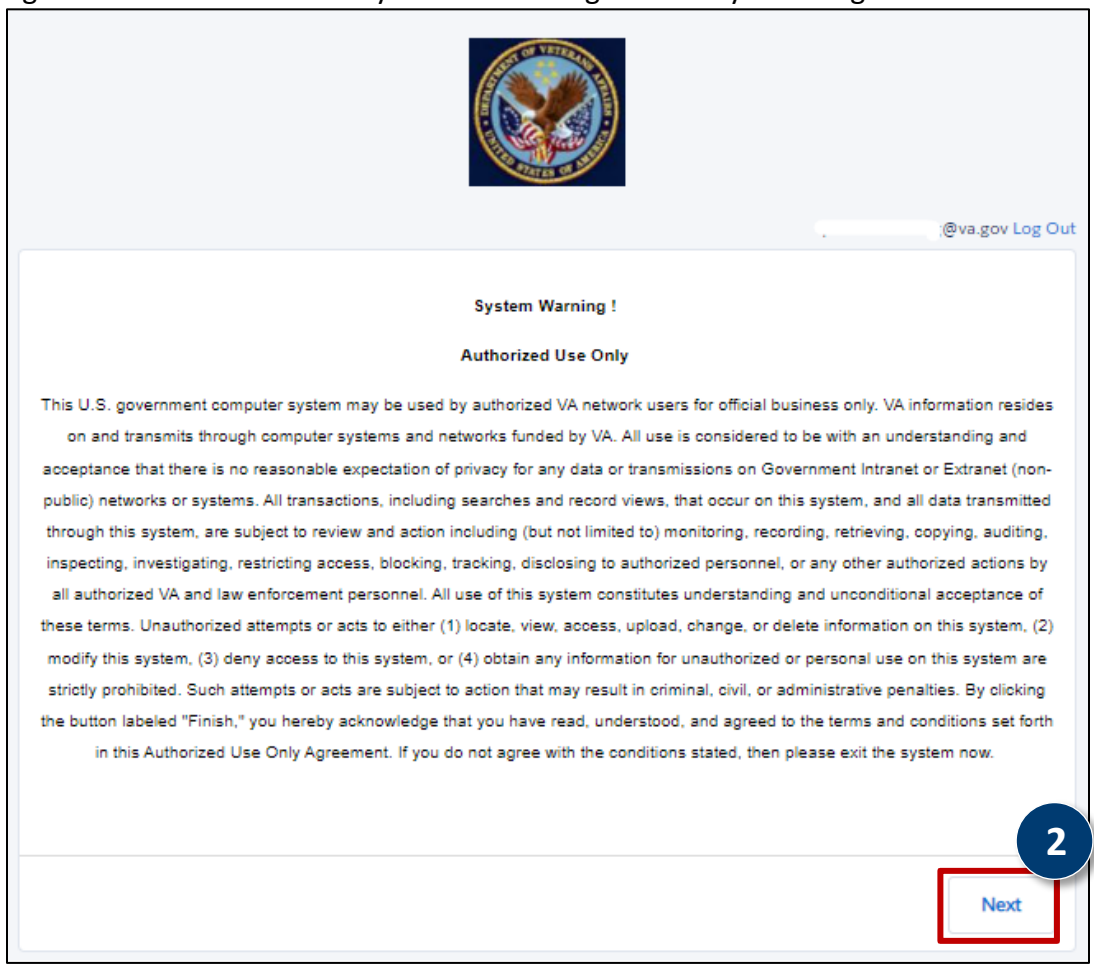 DEPARTMENT OF VETERANS AFFAIRS
UNITED STATES OF AMERICA
@va.gov Log Out
System Warning !
Authorized Use Only
This U.S. government computer system may be used by authorized VA network users for official business only. VA information resides
on and transmits through computer systems and networks funded by VA. All use is considered to be with an understanding and
acceptance that there is no reasonable expectation of privacy for any data or transmissions on Government Intranet or Extranet (non-
public) networks or systems. All transactions, including searches and record views, that occur on this system, and all data transmitted
through this system, are subject to review and action including (but not limited to) monitoring, recording, retrieving, copying, auditing,
inspecting, investigating, restricting access, blocking, tracking, disclosing to authorized personnel, or any other authorized actions by
all authorized VA and law enforcement personnel. All use of this system constitutes understanding and unconditional acceptance of
these terms. Unauthorized attempts or acts to either (1) locate, view, access, upload, change, or delete information on this system, (2)
modify this system, (3) deny access to this system, or (4) obtain any information for unauthorized or personal use on this system are
strictly prohibited. Such attempts or acts are subject to action that may result in criminal, civil, or administrative penalties. By clicking
the button labeled "Finish," you hereby acknowledge that you have read, understood, and agreed to the terms and conditions set forth
in this Authorized Use Only Agreement. If you do not agree with the conditions stated, then please exit the system now.
2
Next